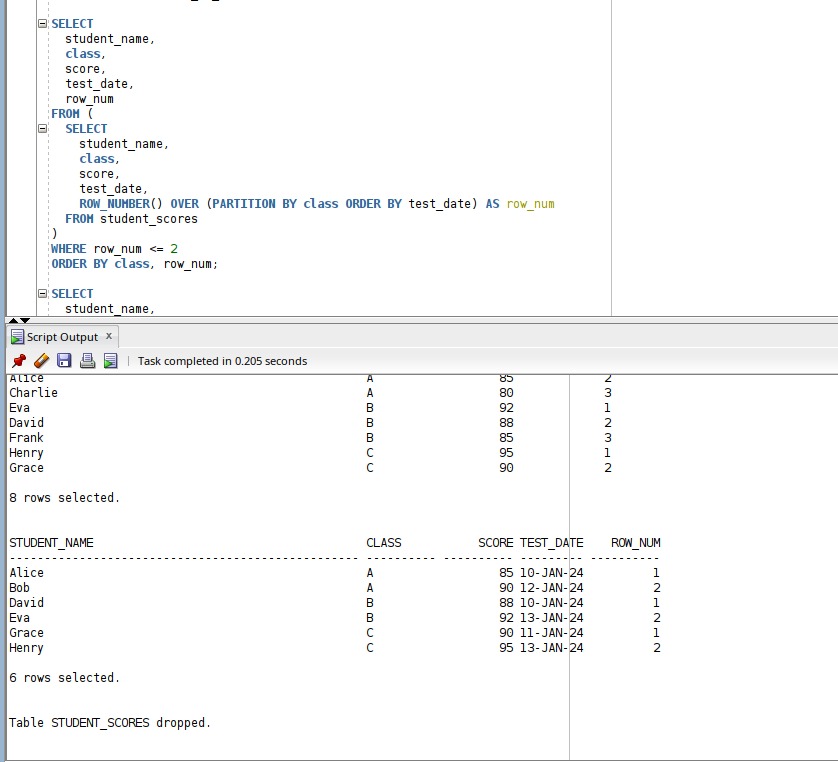 SELECT
student_name,
class,
score,
test_date,
row_num
FROM (
SELECT
student_name,
class,
score,
test_date,
ROW_NUMBER() OVER (PARTITION BY class ORDER BY test_date) AS row_num
FROM student_scores
)
WHERE row_num <= 2
ORDER BY class, row_num;
SELECT
student_name,
Script Output x
Task completed in 0.205 seconds
Alice A 85 2
Charlie A 80 3
Eva B 92 1
David B 88 2
Frank B 85 3
Henry C 95 1
Grace C 90 2
8 rows selected.
STUDENT_NAME CLASS SCORE TEST_DATE ROW_NUM
-------------------------------------------------- ---------- ---------- --------- ----------
Alice A 85 10-JAN-24 1
Bob A 90 12-JAN-24 2
David B 88 10-JAN-24 1
Eva B 92 13-JAN-24 2
Grace C 90 11-JAN-24 1
Henry C 95 13-JAN-24 2
6 rows selected.
Table STUDENT_SCORES dropped.